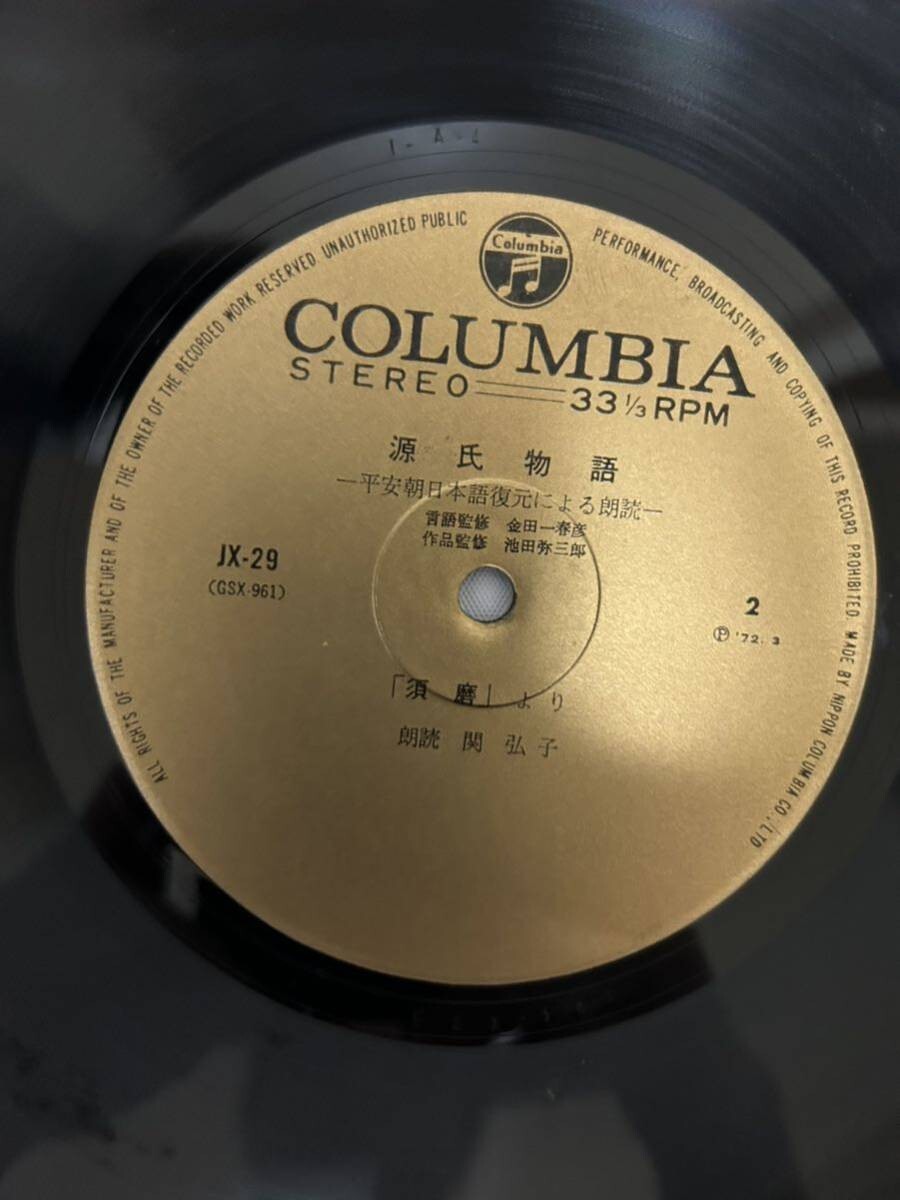 I-A-1
ALL RIGHTS OF THE MANUFACTURER AND OF THE OWNER OF THE RECORDED WORK RESERVED UNAUTHORIZED PUBLIC PERFORMANCE, BROADCASTING AND COPYING OF THIS RECORD PROHIBITED. MADE BY NIPPON COLUMBIA CO., LTD
Columbia
COLUMBIA
STEREO 33 1/3 RPM
源氏物語
—平安朝日本語復元による朗読—
言語監修 金田一春彦
作品監修 池田弥三郎
JX-29
(GSX-961)
2
Ⓟ '72. 3
「須磨」より
朗読 関弘子